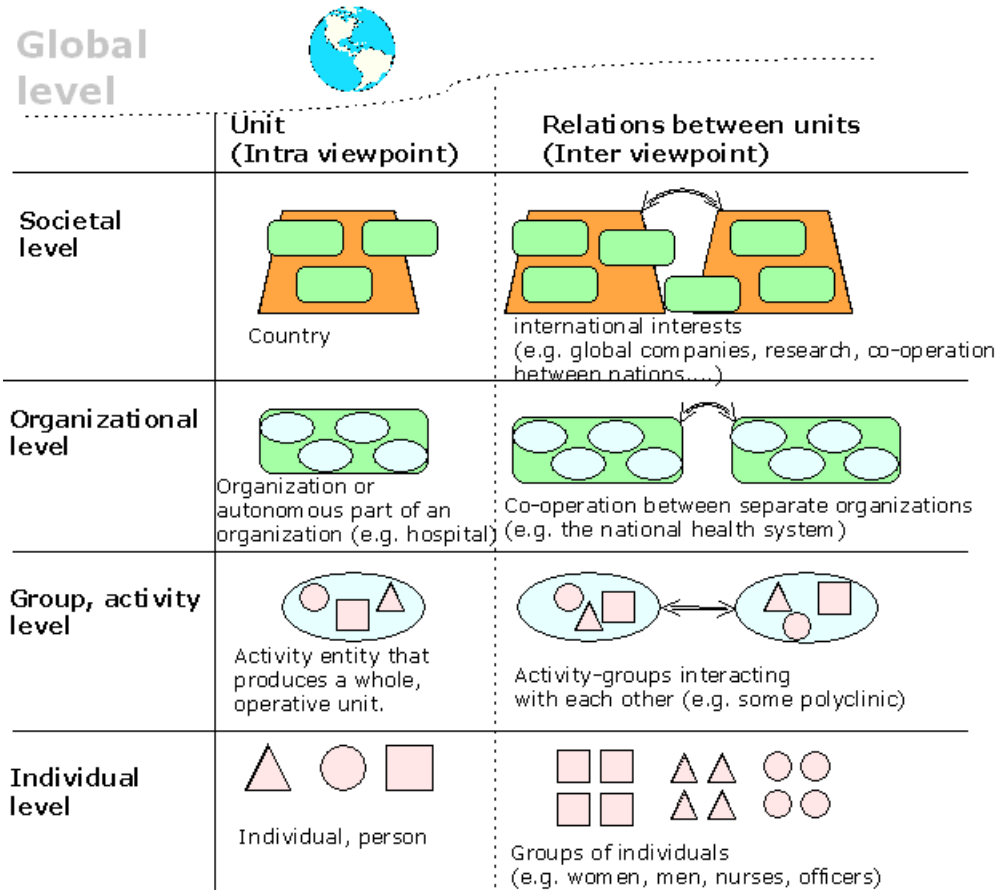 Global
level
Unit
(Intra viewpoint)
Relations between units
(Inter viewpoint)
Societal
level
Country
international interests
(e.g. global companies, research, co-operation
between nations....)
Organizational
level
Organization or
autonomous part of an
organization (e.g. hospital)
Co-operation between separate organizations
(e.g. the national health system)
Group, activity
level
Activity entity that
produces a whole,
operative unit.
Activity-groups interacting
with each other (e.g. some polyclinic)
Individual
level
Individual, person
Groups of individuals
(e.g. women, men, nurses, officers)